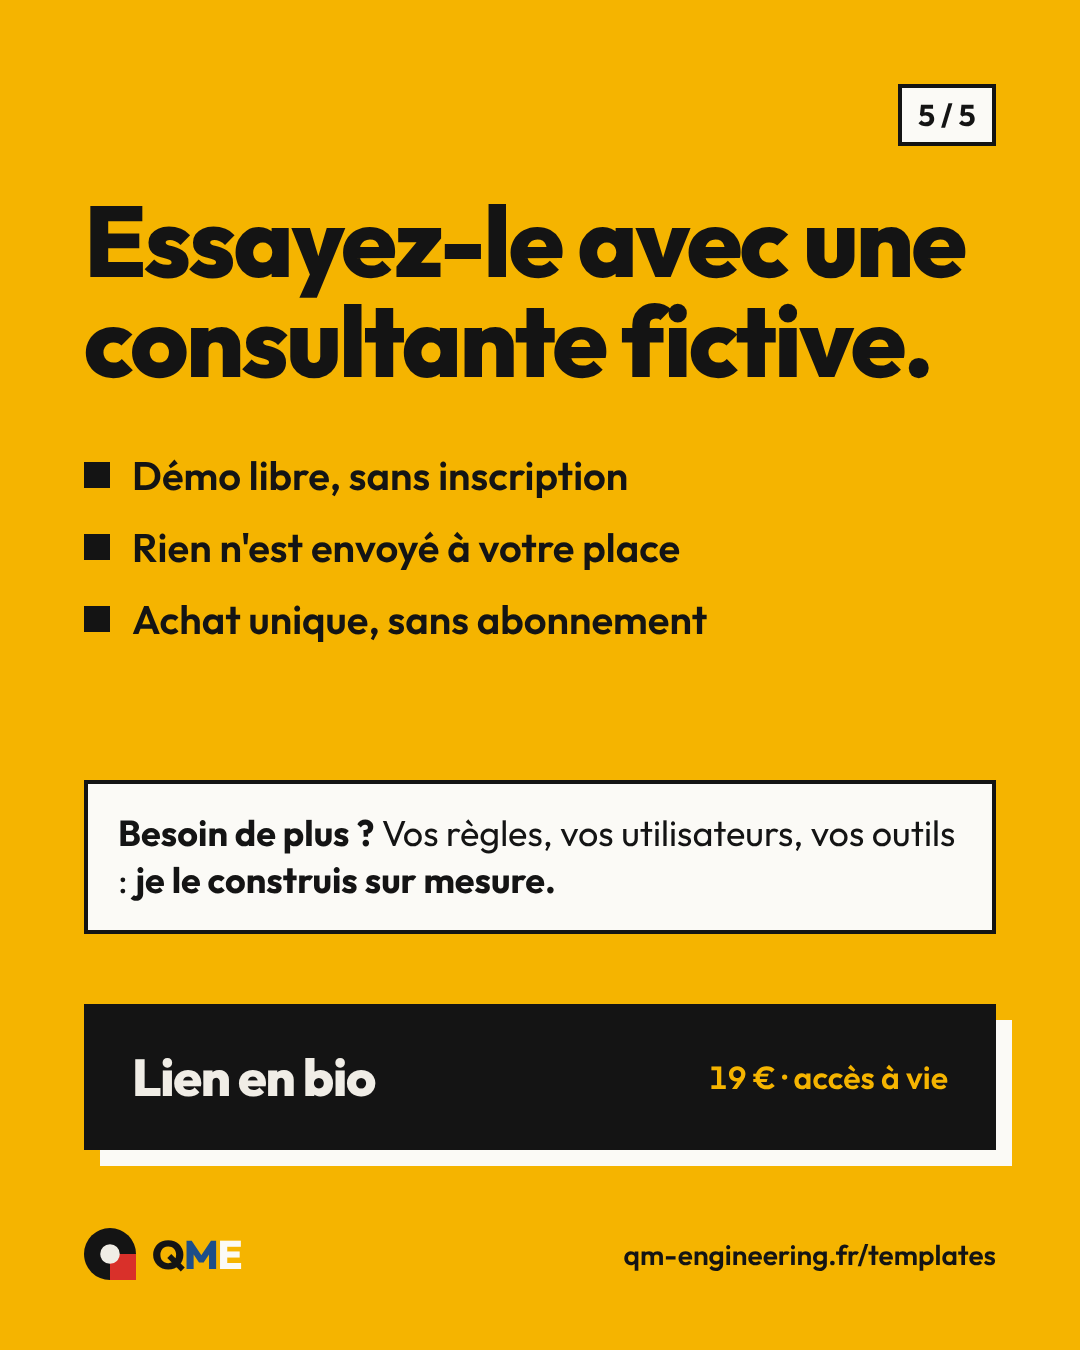 5 / 5
Essayez-le avec une
consultante fictive.
Démo libre, sans inscription
Rien n'est envoyé à votre place
Achat unique, sans abonnement
Besoin de plus ? Vos règles, vos utilisateurs, vos outils
: je le construis sur mesure.
Lien en bio
19 € · accès à vie
QME
qm-engineering.fr/templates